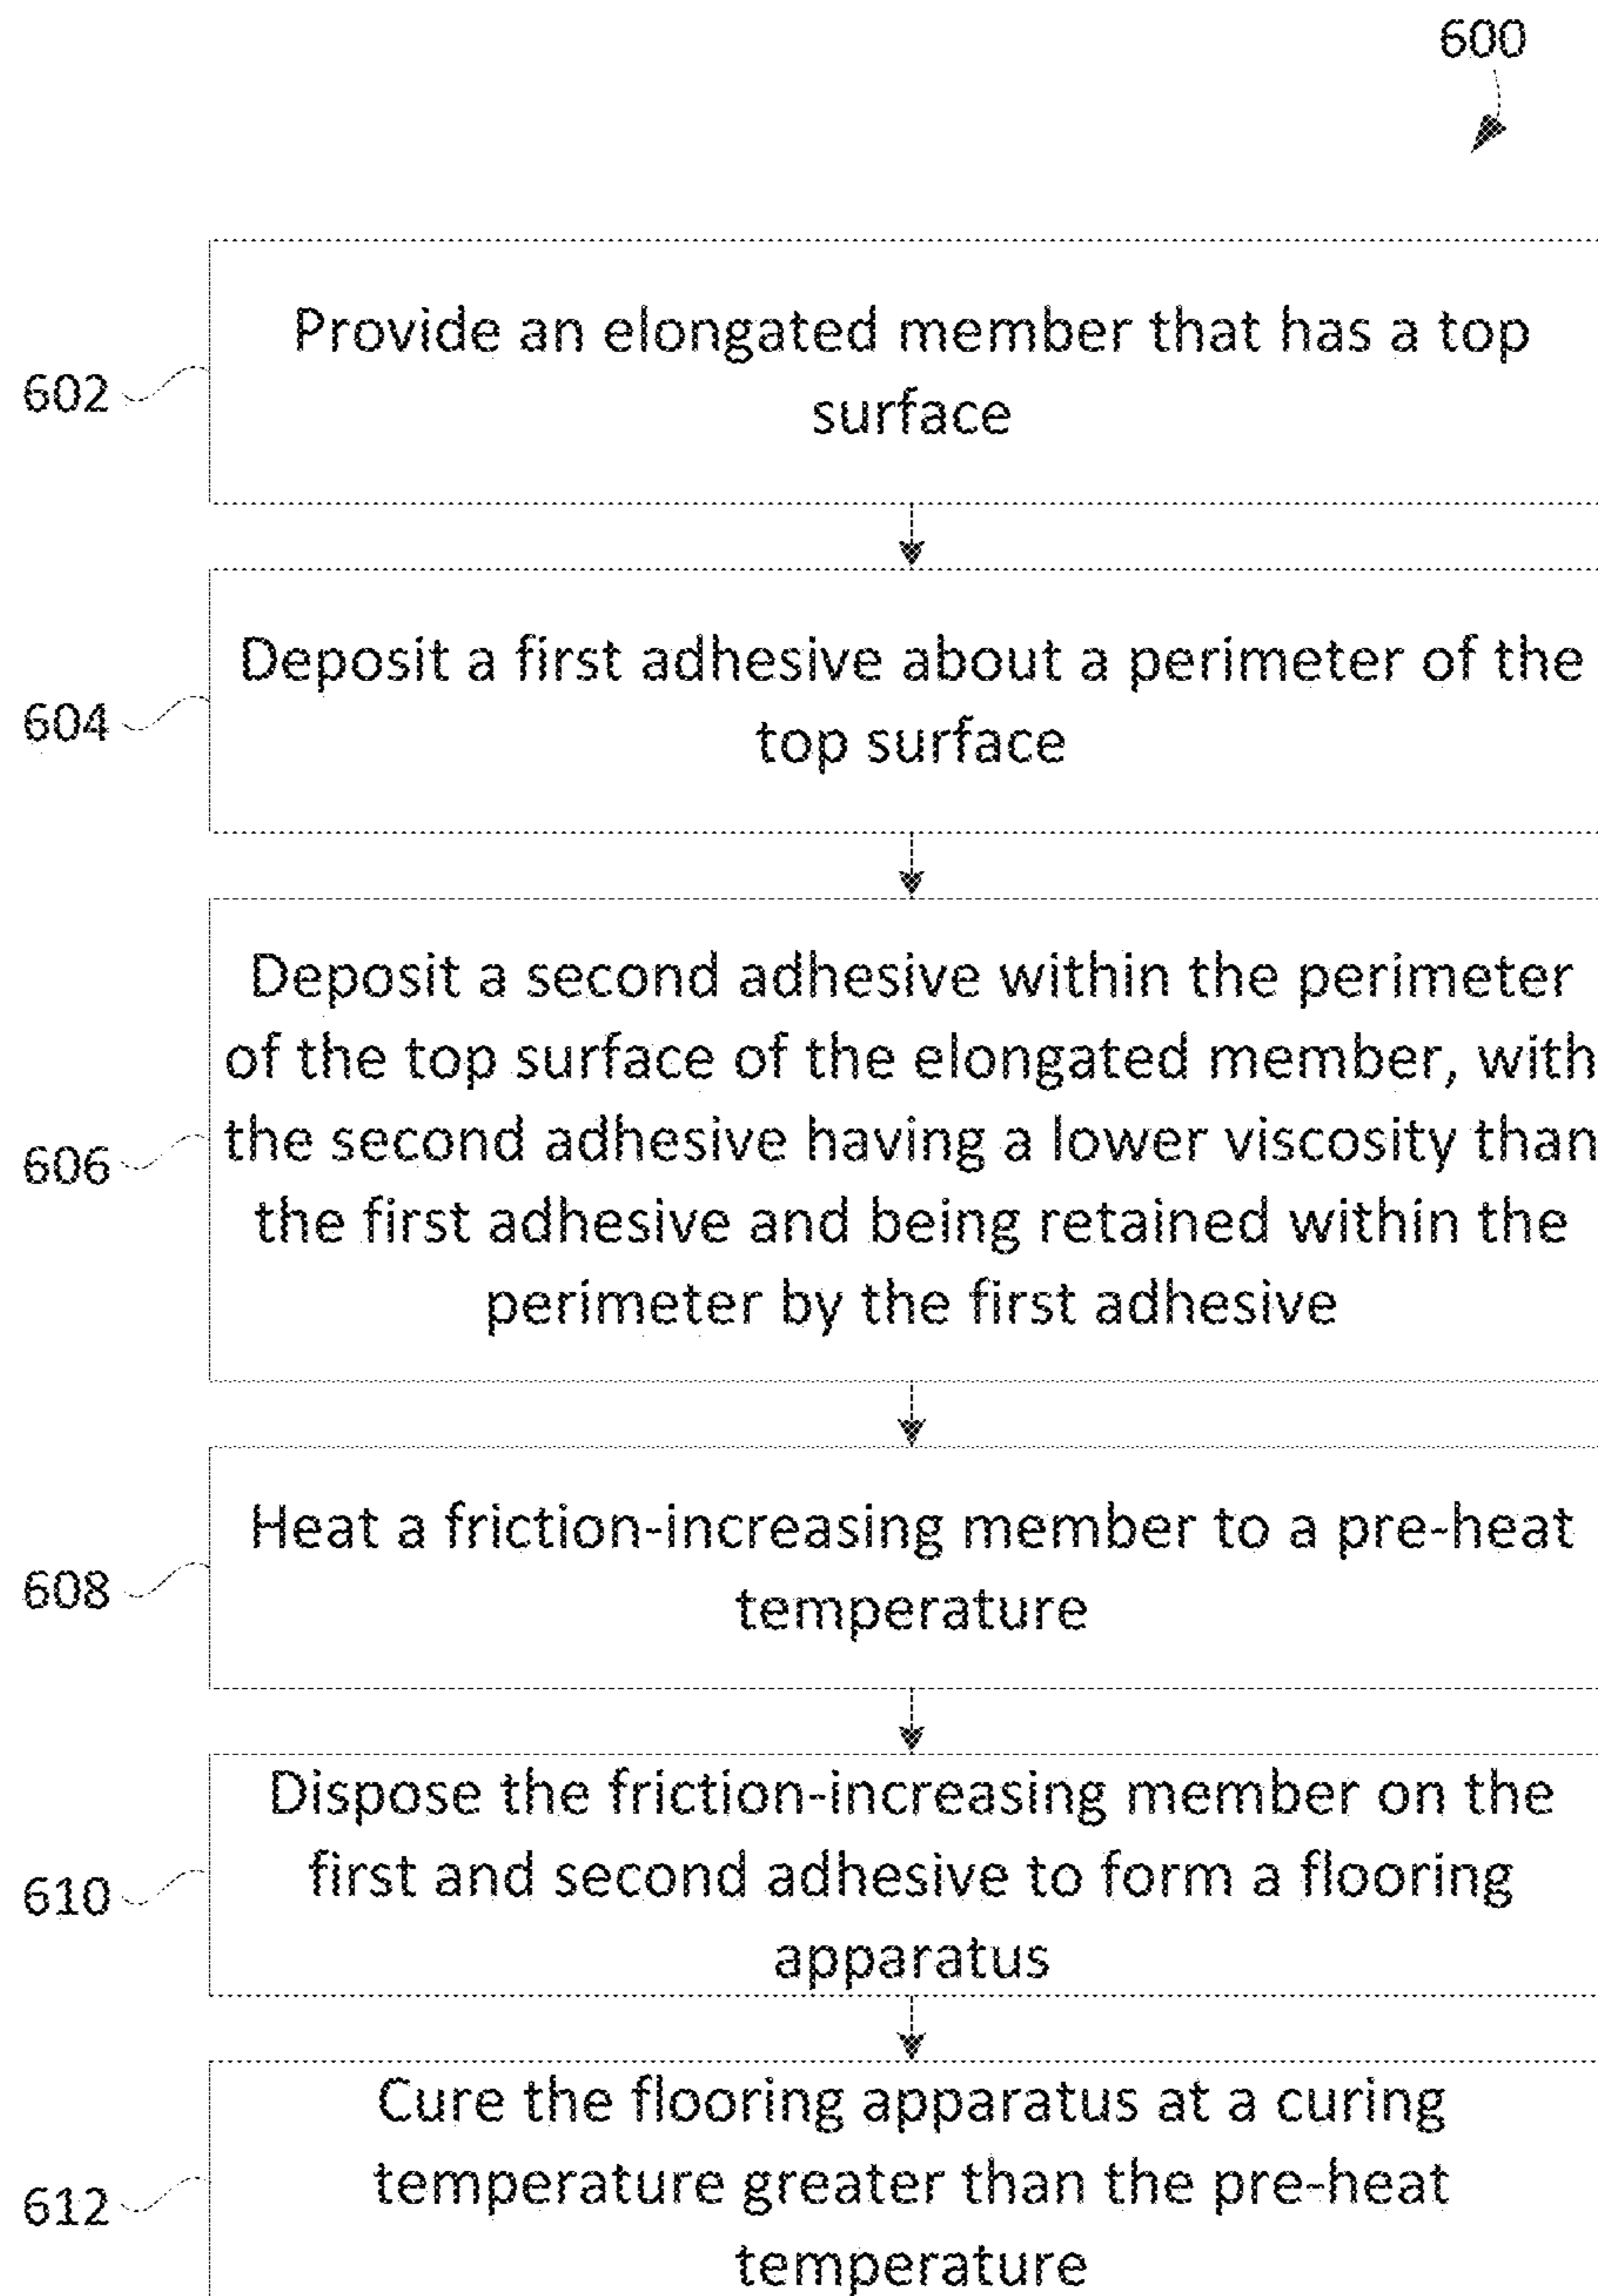 600
602
Provide an elongated member that has a top
surface
604
Deposit a first adhesive about a perimeter of the
top surface
606
Deposit a second adhesive within the perimeter
of the top surface of the elongated member, with
the second adhesive having a lower viscosity than
the first adhesive and being retained within the
perimeter by the first adhesive
608
Heat a friction-increasing member to a pre-heat
temperature
610
Dispose the friction-increasing member on the
first and second adhesive to form a flooring
apparatus
612
Cure the flooring apparatus at a curing
temperature greater than the pre-heat
temperature